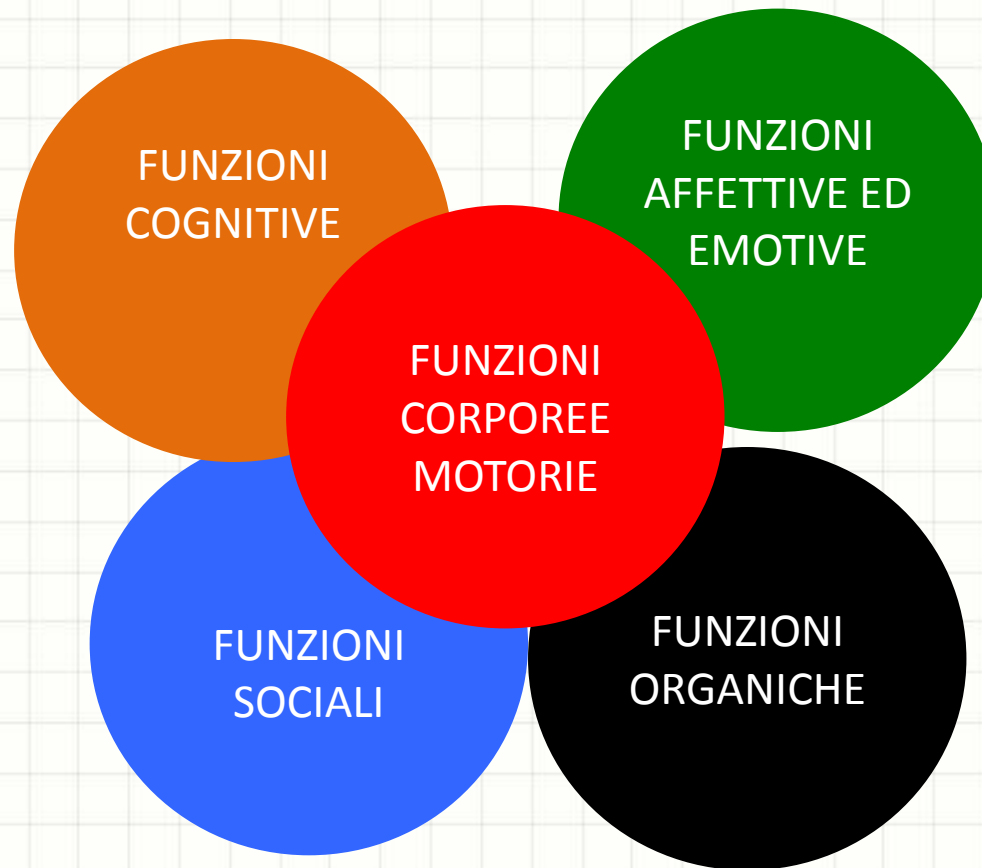 FUNZIONI
COGNITIVE
FUNZIONI
AFFETTIVE ED
EMOTIVE
FUNZIONI
CORPOREE
MOTORIE
FUNZIONI
SOCIALI
FUNZIONI
ORGANICHE